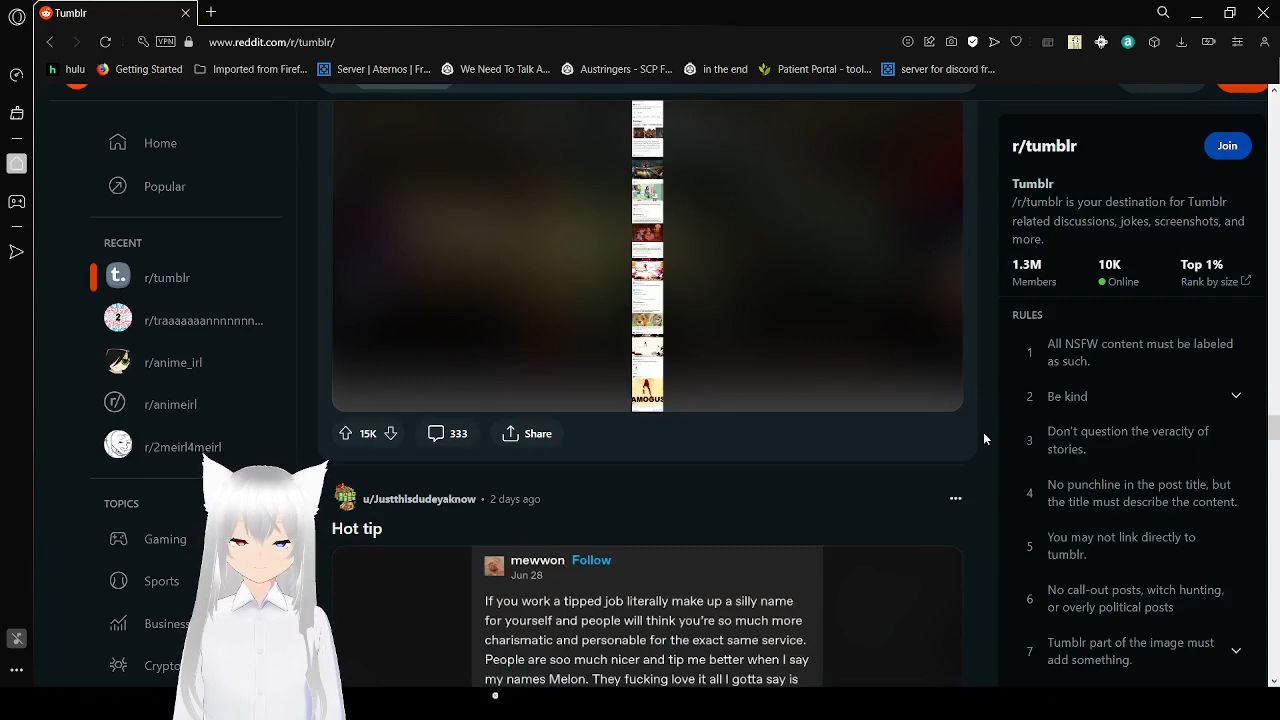 Tumblr
VPN
www.reddit.com/r/tumblr/
hulu
Getting Started
Imported from Firef...
Server | Aternos | Fr...
We Need To Talk A...
Austringers - SCP F...
in the end
Patient Portal - tool...
server for discord fr...
Home
Popular
RECENT
r/tumblr
r/anime_irl
r/animeirl
r/2meirl4meirl
TOPICS
Gaming
Sports
Business
Crypto
AMOGUS
15K
333
Share
u/Justthisdudeyaknow • 2 days ago
Hot tip
mewwon Follow
Jun 28
If you work a tipped job literally make up a silly name
for yourself and people will think you're so much more
charismatic and personable for the exact same service.
People are soo much nicer and tip me better when I say
my names Melon. They fucking love it all I gotta say is
r/tumblr
Join
Tumblr
///tumblr is your destination for Tumblr
related discussions, jokes, screenshots, and
more.
1.3M
Members
1.0K
Online
Top 1%
Rank by size
RULES
1 All NSFW content must be labeled
as such.
2 Be kind
3 Don't question the veracity of
stories.
4 No punchline in the post title, but
the title must describe the content.
5 You may not link directly to
tumblr.
6 No call-out posts, witch hunting,
or overly political posts
7 Tumblr part of the image must
add something.